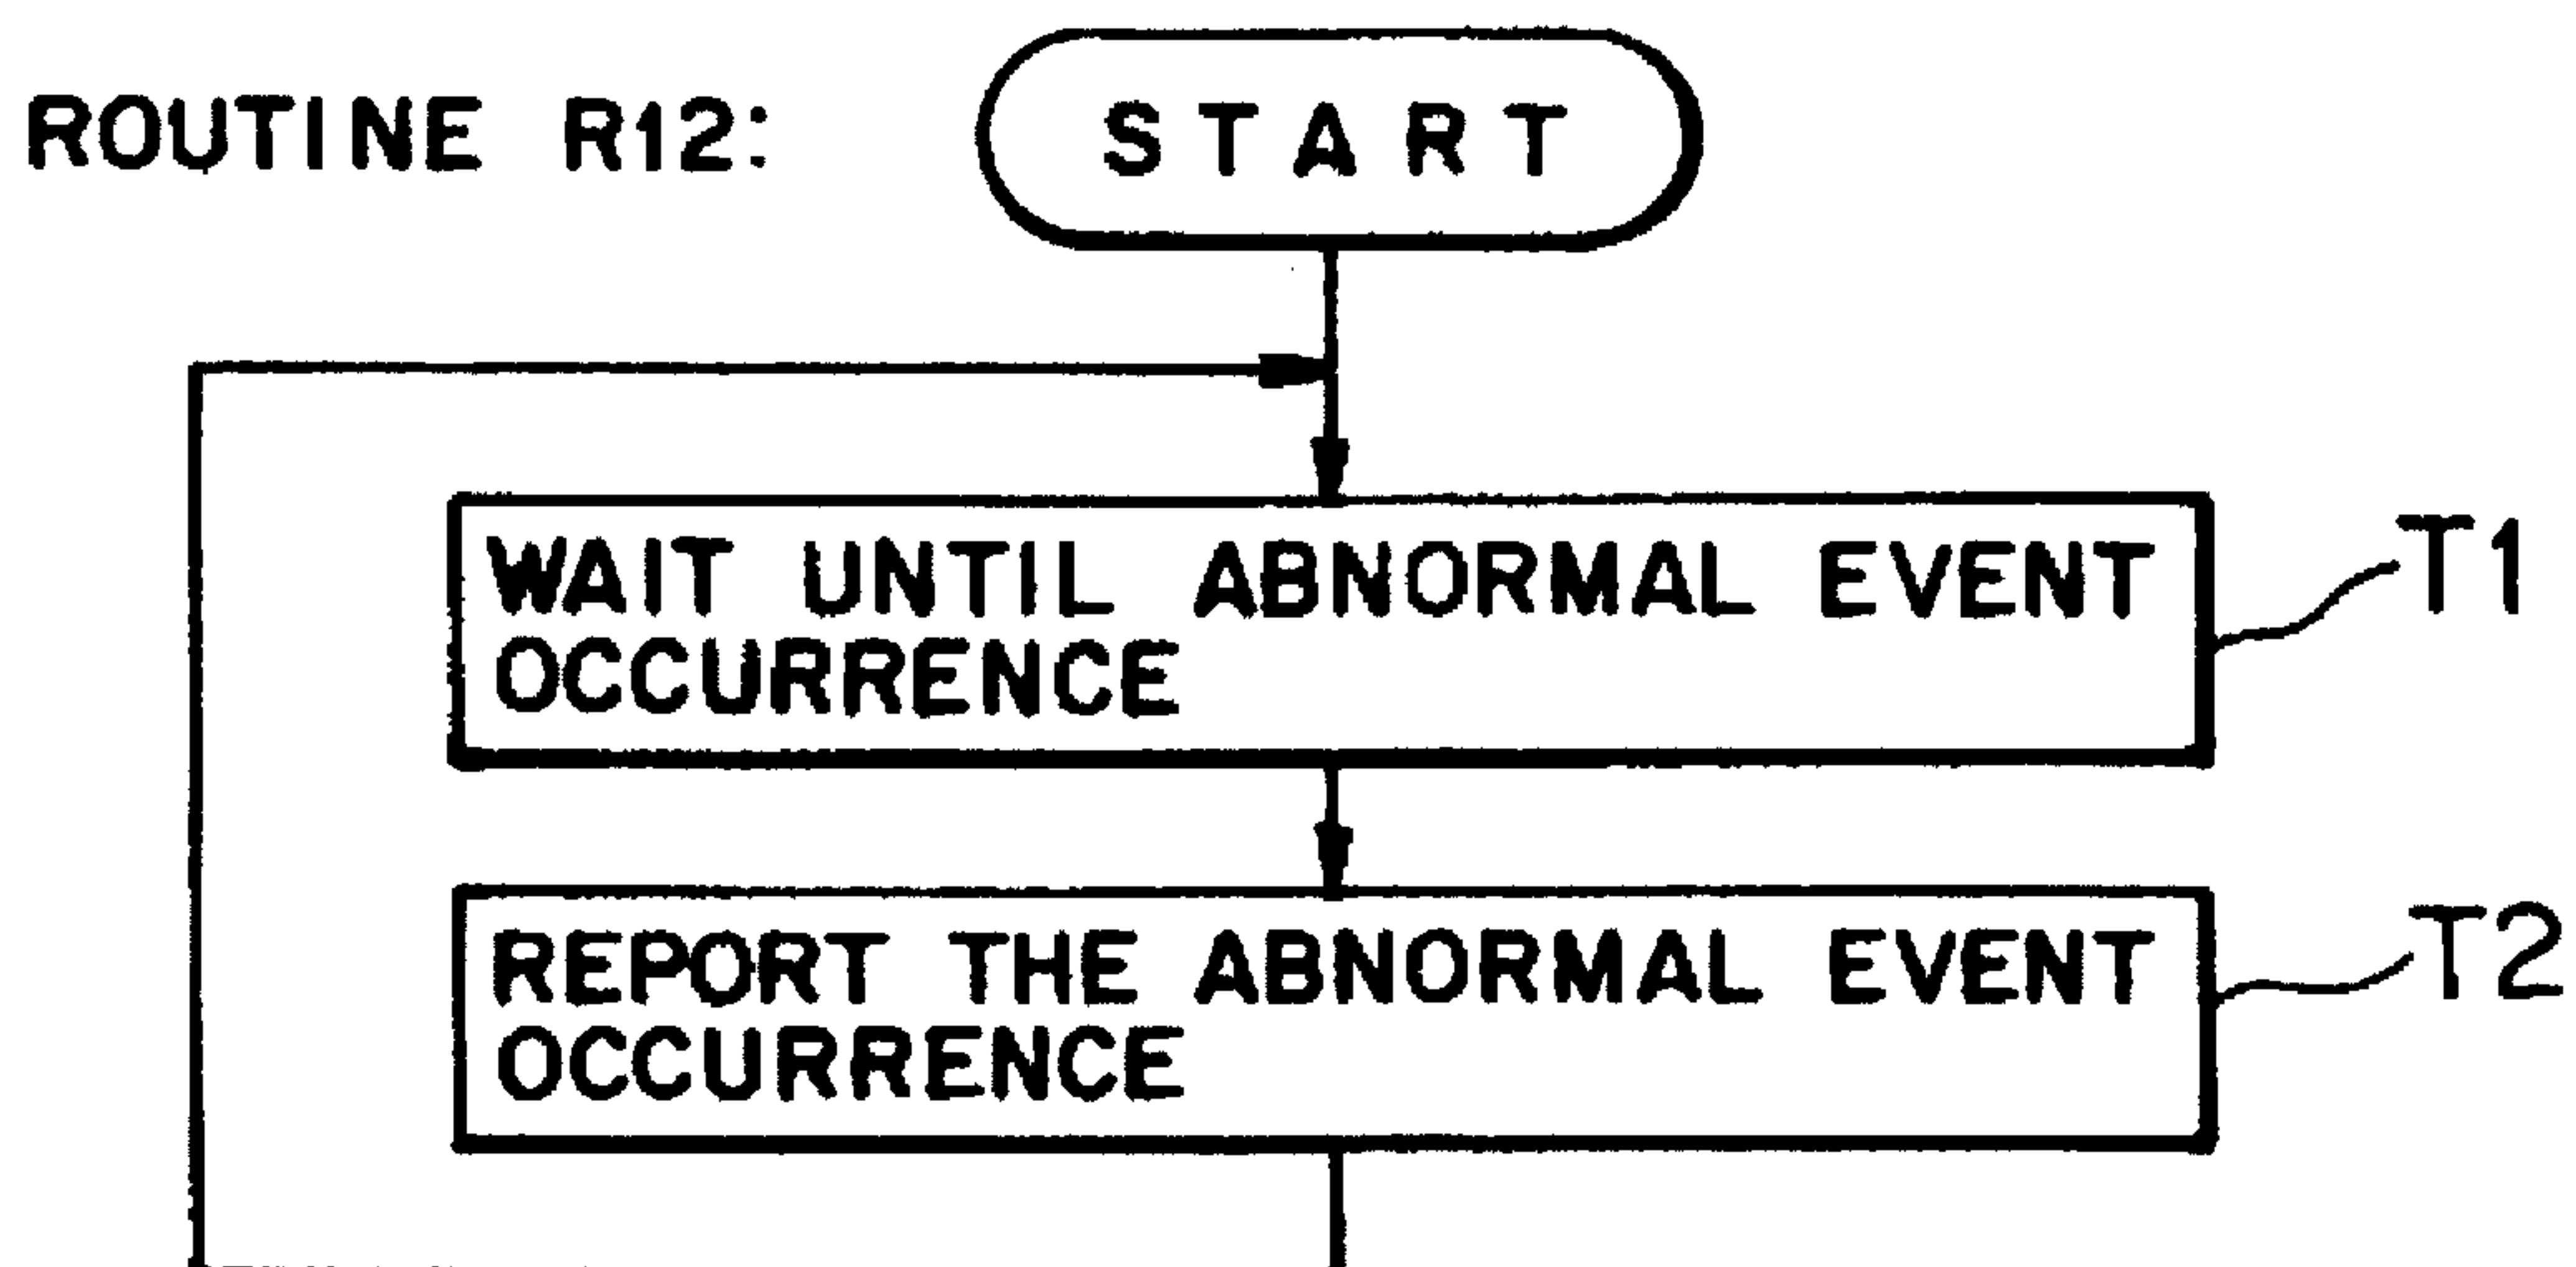 ROUTINE R12:
START
WAIT UNTIL ABNORMAL EVENT
OCCURRENCE
T1
REPORT THE ABNORMAL EVENT
OCCURRENCE
T2